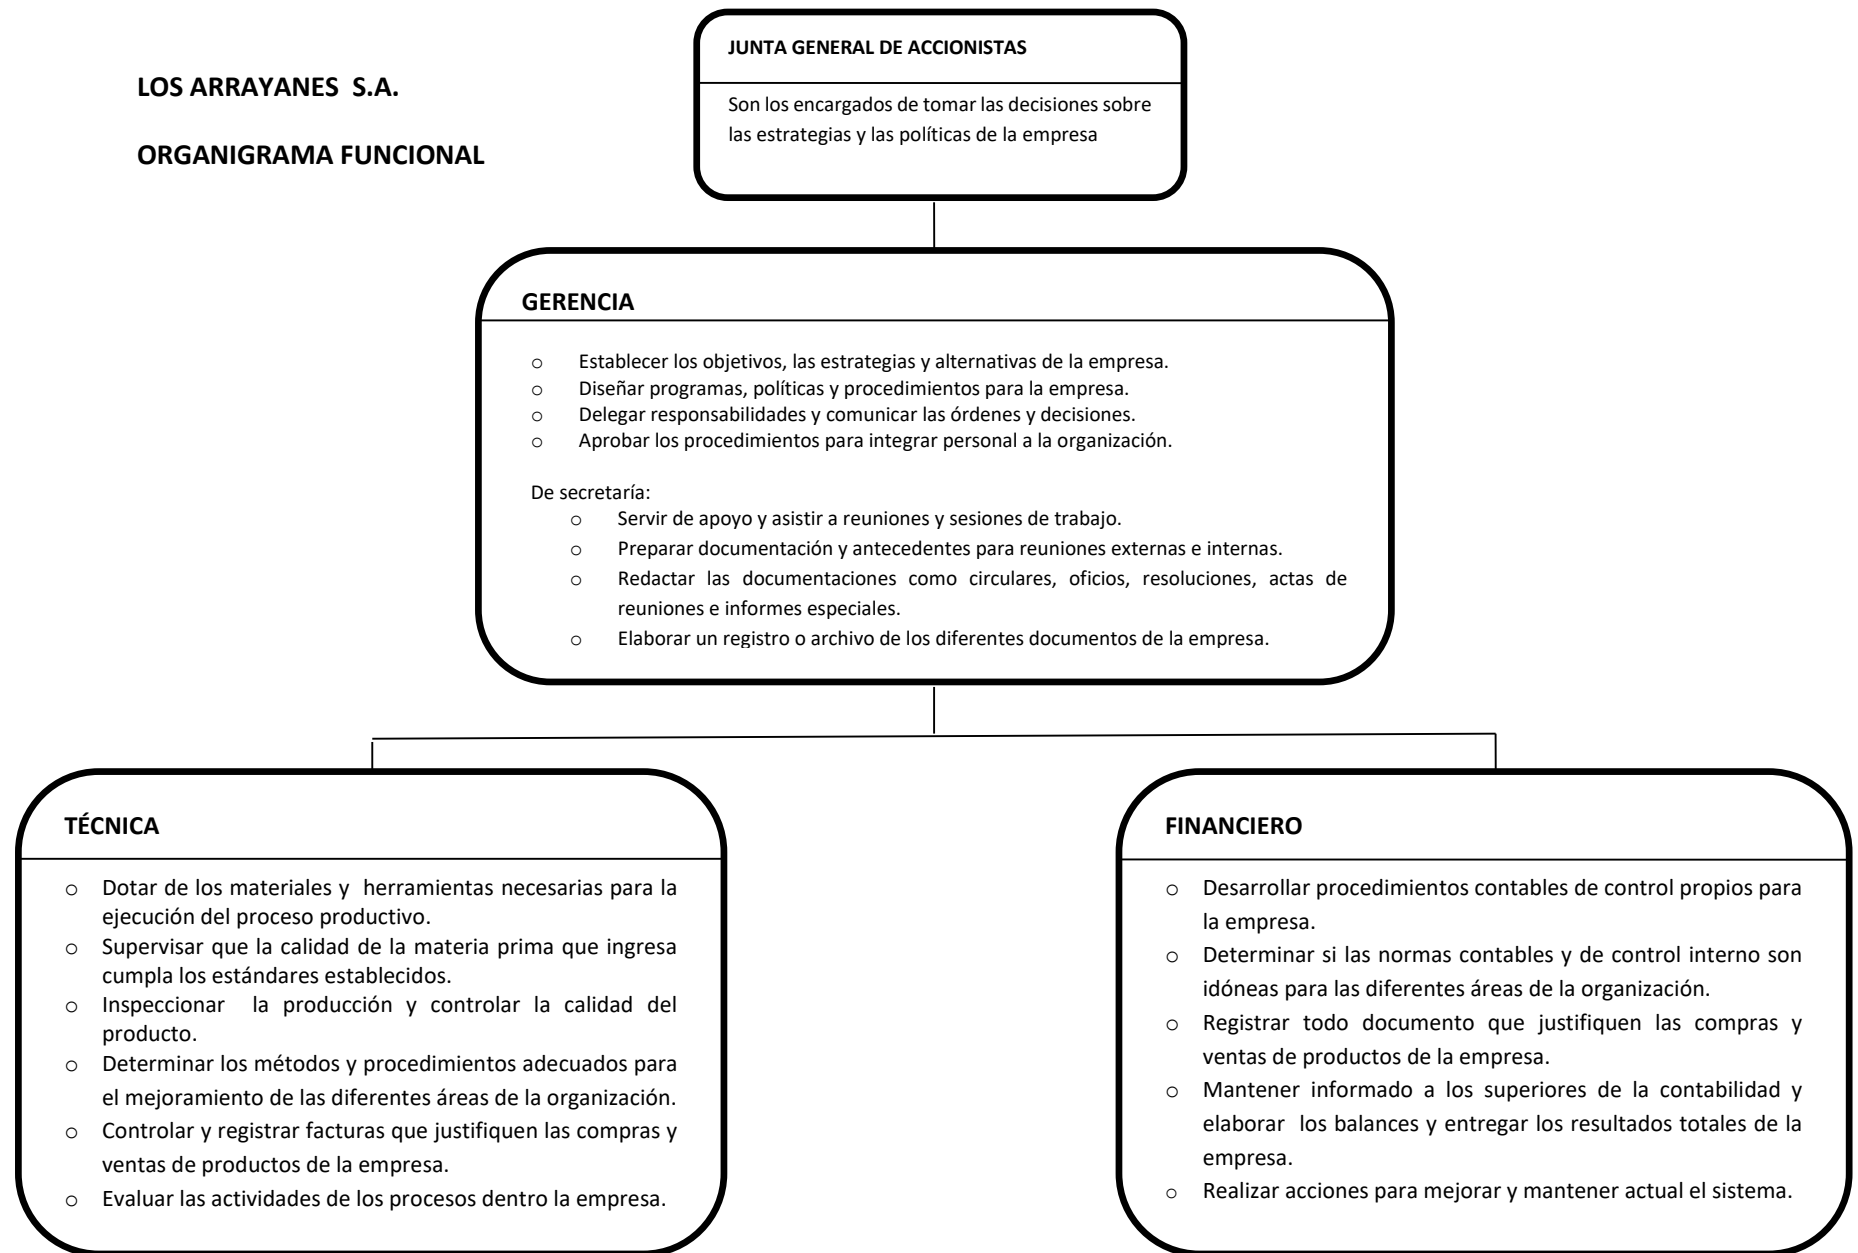 LOS ARRAYANES S.A.
ORGANIGRAMA FUNCIONAL
JUNTA GENERAL DE ACCIONISTAS
Son los encargados de tomar las decisiones sobre
las estrategias y las políticas de la empresa
GERENCIA
o Establecer los objetivos, las estrategias y alternativas de la empresa.
o Diseñar programas, políticas y procedimientos para la empresa.
o Delegar responsabilidades y comunicar las órdenes y decisiones.
o Aprobar los procedimientos para integrar personal a la organización.
De secretaría:
o Servir de apoyo y asistir a reuniones y sesiones de trabajo.
o Preparar documentación y antecedentes para reuniones externas e internas.
o Redactar las documentaciones como circulares, oficios, resoluciones, actas de
reuniones e informes especiales.
o Elaborar un registro o archivo de los diferentes documentos de la empresa.
TÉCNICA
o Dotar de los materiales y herramientas necesarias para la
ejecución del proceso productivo.
o Supervisar que la calidad de la materia prima que ingresa
cumpla los estándares establecidos.
o Inspeccionar la producción y controlar la calidad del
producto.
o Determinar los métodos y procedimientos adecuados para
el mejoramiento de las diferentes áreas de la organización.
o Controlar y registrar facturas que justifiquen las compras y
ventas de productos de la empresa.
o Evaluar las actividades de los procesos dentro la empresa.
FINANCIERO
o Desarrollar procedimientos contables de control propios para
la empresa.
o Determinar si las normas contables y de control interno son
idóneas para las diferentes áreas de la organización.
o Registrar todo documento que justifiquen las compras y
ventas de productos de la empresa.
o Mantener informado a los superiores de la contabilidad y
elaborar los balances y entregar los resultados totales de la
empresa.
o Realizar acciones para mejorar y mantener actual el sistema.